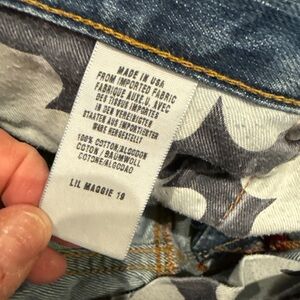 MADE IN USA
FROM IMPORTED FABRIC
FABRIQUE AUX.U. AVEC
DES TISSUS IMPORTES
IN DEN VEREINIGTEN
STAATEN AUS IMPORTIERTER
WARE HERGESTELLT
100% COTTON/ALGODON
COTON/BAUMWOLL
COTONE/ALGODAO
LIL MAGGIE 19